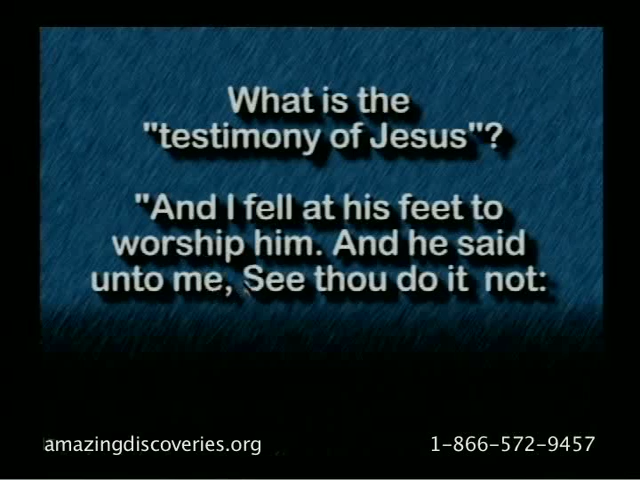 What is the
"testimony of Jesus"?
"And I fell at his feet to
worship him. And he said
unto me, See thou do it not:
amazingdiscoveries.org 1-866-572-9457